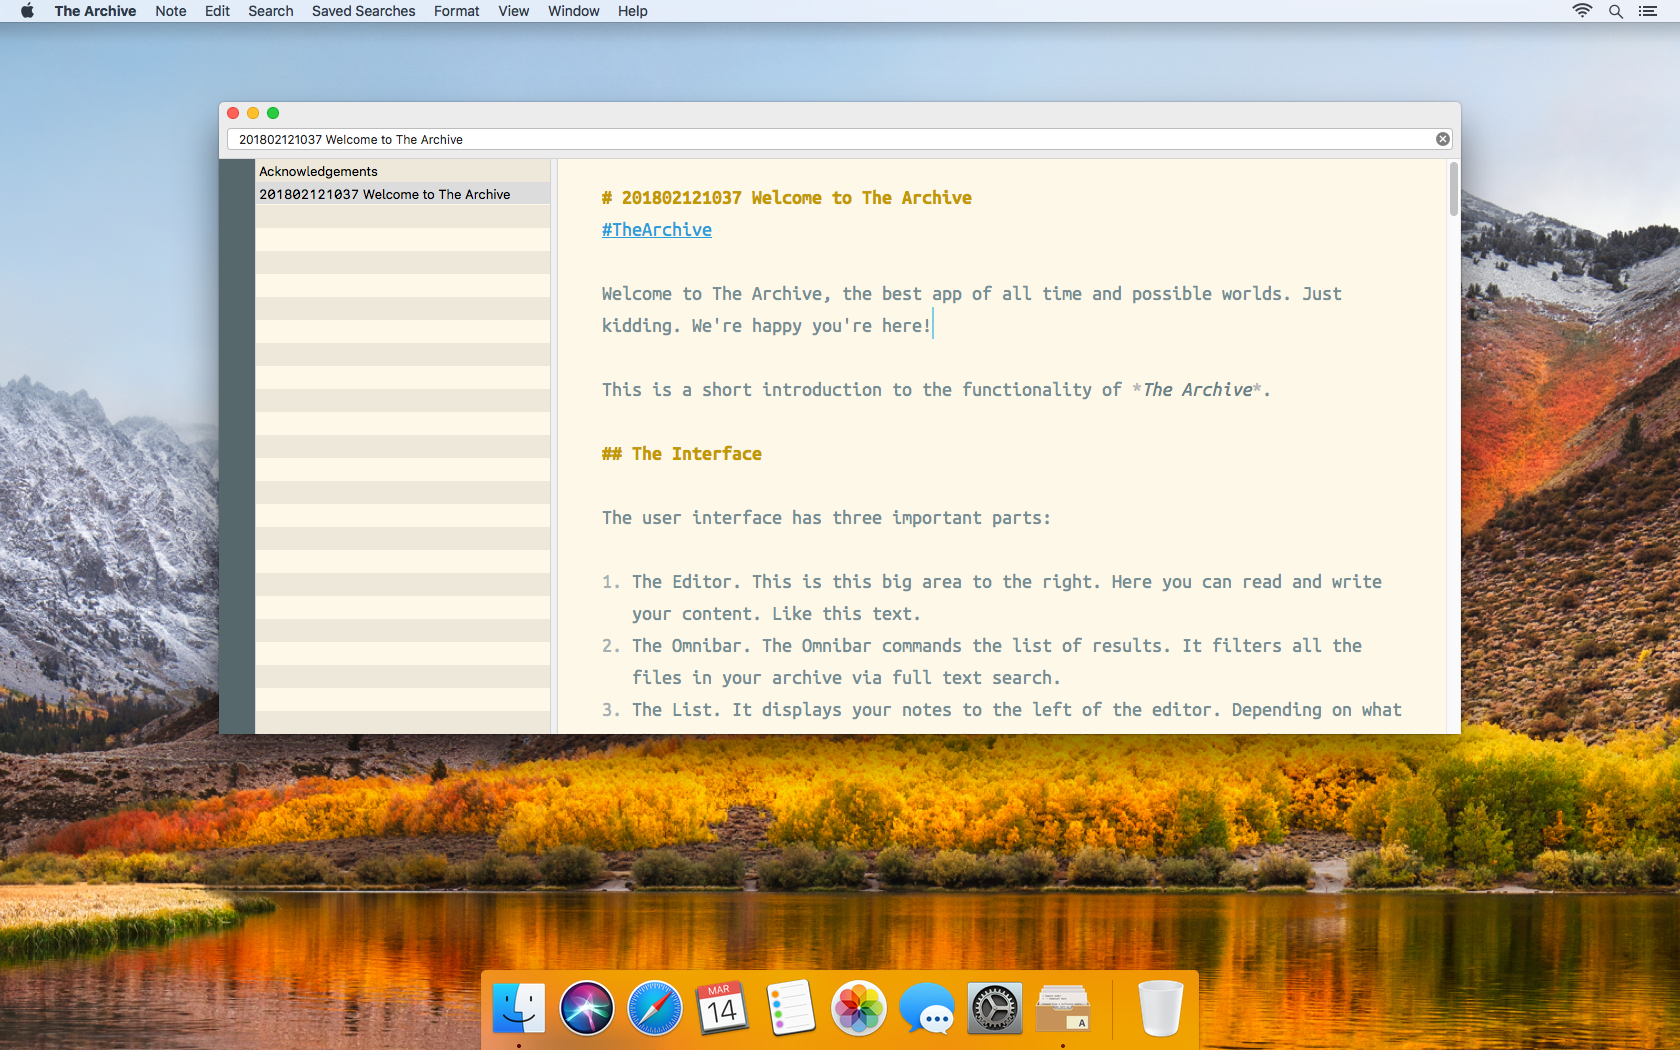 The Archive Note Edit Search Saved Searches Format View Window Help
201802121037 Welcome to The Archive
Acknowledgements
201802121037 Welcome to The Archive
# 201802121037 Welcome to The Archive
#TheArchive
Welcome to The Archive, the best app of all time and possible worlds. Just
kidding. We're happy you're here!
This is a short introduction to the functionality of *The Archive*.
## The Interface
The user interface has three important parts:
1. The Editor. This is this big area to the right. Here you can read and write
your content. Like this text.
2. The Omnibar. The Omnibar commands the list of results. It filters all the
files in your archive via full text search.
3. The List. It displays your notes to the left of the editor. Depending on what
MAR
14
A